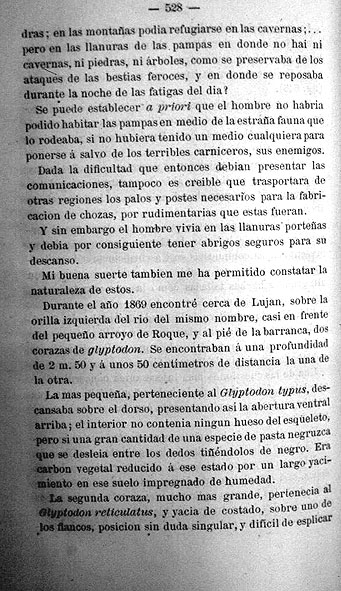 — 528 —
dras; en las montañas podia refugiarse en las cavernas;...
pero en las llanuras de las pampas en donde no hai ni
cavernas, ni piedras, ni árboles, como se preservaba de los
ataques de las bestias feroces, y en donde se reposaba
durante la noche de las fatigas del dia?
Se puede establecer a priori que el hombre no habria
podido habitar las pampas en medio de la estraña fauna que
lo rodeaba, si no hubiera tenido un medio cualquiera para
ponerse á salvo de los terribles carniceros, sus enemigos.
Dada la dificultad que entonces debian presentar las
comunicaciones, tampoco es creible que trasportara de
otras regiones los palos y postes necesarios para la fabri-
cacion de chozas, por rudimentarias que estas fueran.
Y sin embargo el hombre vivia en las llanuras porteñas
y debia por consiguiente tener abrigos seguros para su
descanso.
Mi buena suerte tambien me ha permitido constatar la
naturaleza de estos.
Durante el año 1869 encontré cerca de Lujan, sobre la
orilla izquierda del rio del mismo nombre, casi en frente
del pequeño arroyo de Roque, y al pié de la barranca, dos
corazas de glyptodon. Se encontraban á una profundidad
de 2 m. 50 y á unos 50 centímetros de distancia la una de
la otra.
La mas pequeña, perteneciente al Glyptodon typus, des-
cansaba sobre el dorso, presentando asi la abertura ventral
arriba; el interior no contenia ningun hueso del esqueleto,
pero si una gran cantidad de una especie de pasta negruzca
que se desleia entre los dedos tiñéndolos de negro. Era
carbon vegetal reducido á ese estado por un largo yaci-
miento en ese suelo impregnado de humedad.
La segunda coraza, mucho mas grande, pertenecia al
Glyptodon reticulatus, y yacia de costado, sobre uno de
los flancos, posicion sin duda singular, y difícil de esplicar